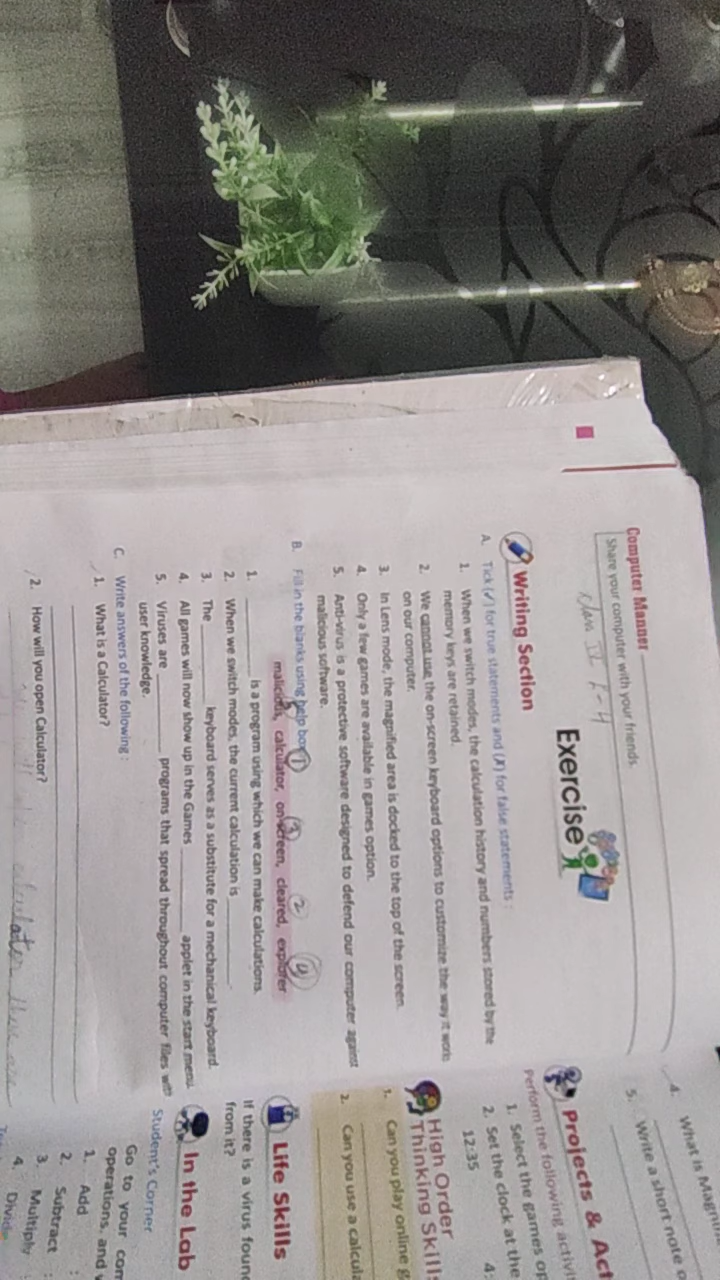 Computer Manner
Share your computer with your friends.
Exercise
Writing Section
A. Tick (✓) for true statements and (✗) for false statements :
1. When we switch modes, the calculation history and numbers stored by the
memory keys are retained.
2. We cannot use the on-screen keyboard options to customize the way it works
on our computer.
3. In Lens mode, the magnified area is docked to the top of the screen.
4. Only a few games are available in games option.
5. Anti-virus is a protective software designed to defend our computer against
malicious software.
B. Fill in the blanks using help box
1 3 2 4
malicious, calculator, on-screen, cleared, explorer
1. ________ is a program using which we can make calculations.
2. When we switch modes, the current calculation is ________.
3. The ________ keyboard serves as a substitute for a mechanical keyboard.
4. All games will now show up in the Games ________ applet in the start menu
5. Viruses are ________ programs that spread throughout computer files with
user knowledge.
C. Write answers of the following :
1. What is a Calculator?
2. How will you open Calculator?
4. What is
5. Write a short note
Projects & Act
Perform the following activi
1. Select the games
2. Set the clock at the
12:35
High Order
Thinking Skills
1. Can you play online
2. Can you use a calcula
Life Skills
If there is a virus foun
from it?
In the Lab
Student's Corner
Go to your com
operations, and
1. Add
2. Subtract :
3. Multiply :
4. Divid